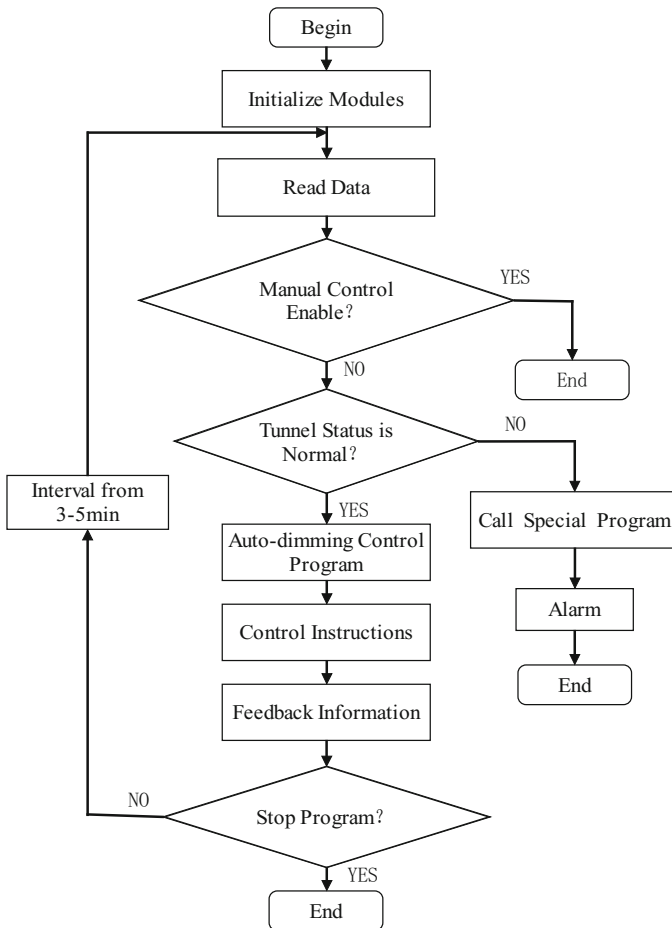 Begin
Initialize Modules
Read Data
Manual Control
Enable?
YES
End
NO
Tunnel Status is
Normal?
NO
Interval from
3-5min
YES
Call Special Program
Auto-dimming Control
Program
Alarm
Control Instructions
End
Feedback Information
NO
Stop Program?
YES
End